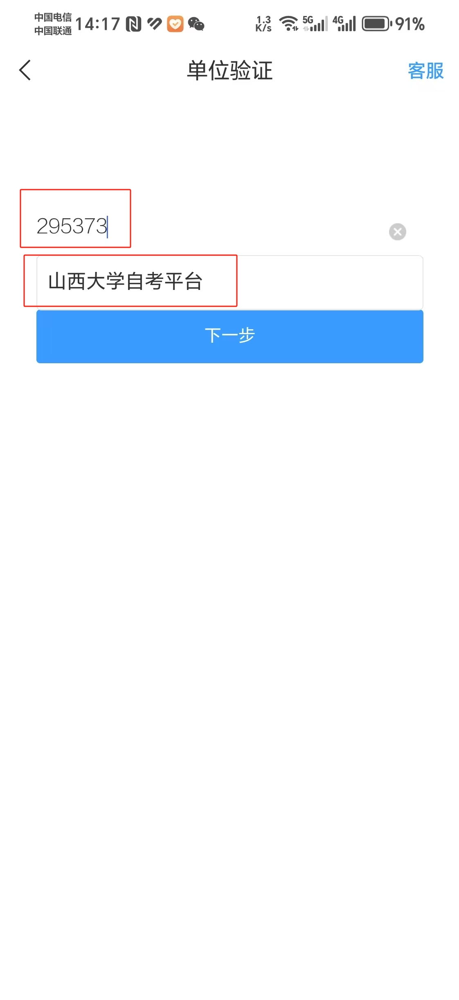 中国电信
中国联通
14:17
1.3
K/s
5G
4G
91%
单位验证
客服
295373
山西大学自考平台
下一步